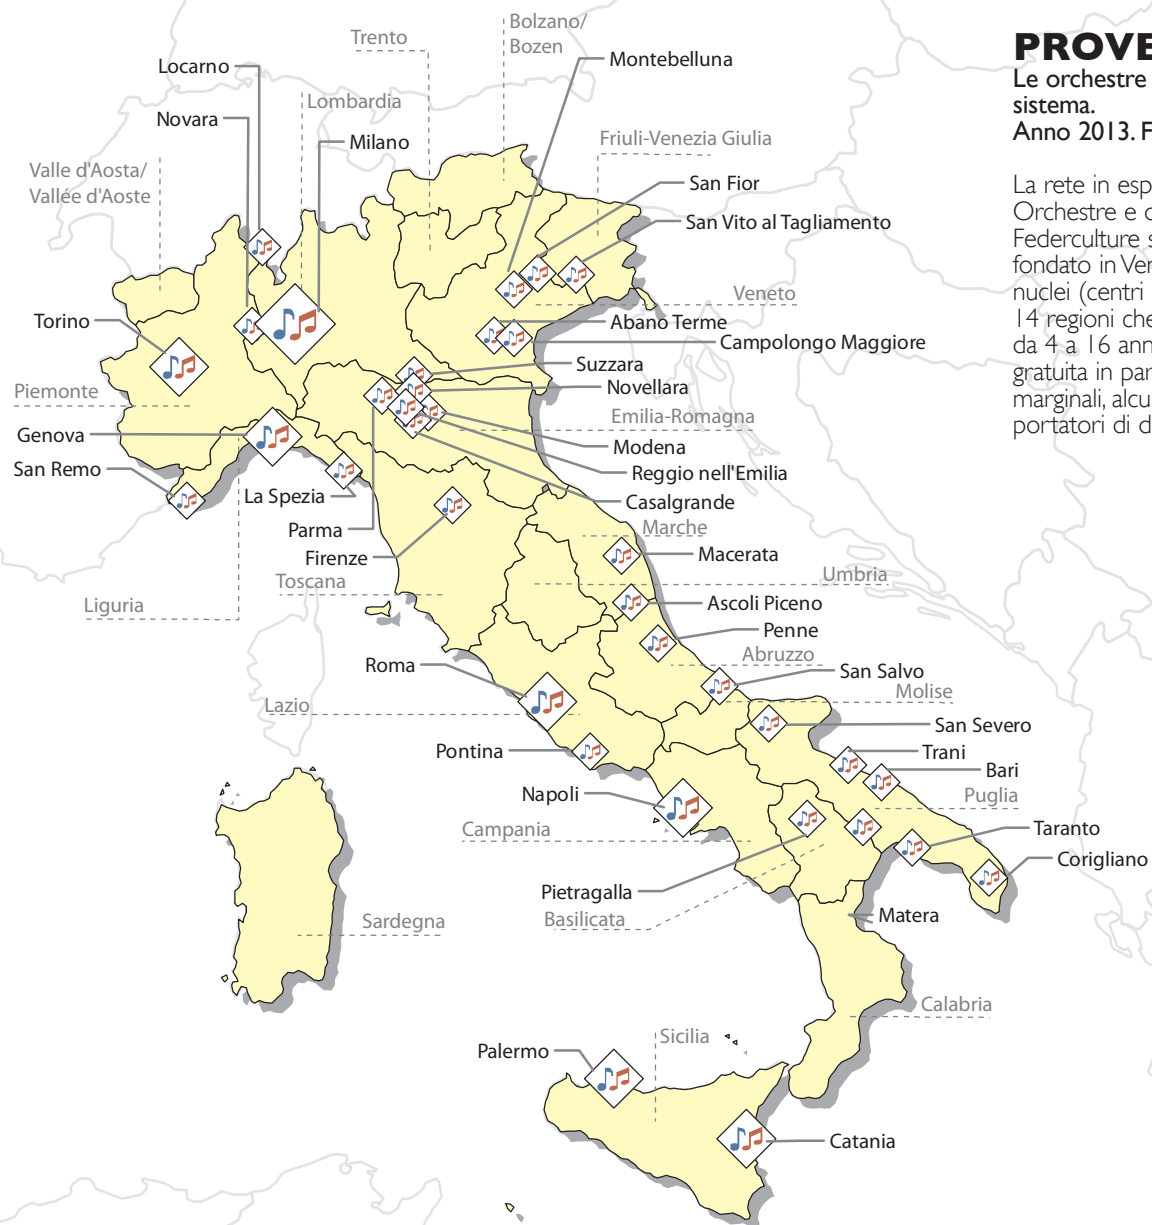 Bolzano/
Bozen
Trento
Montebelluna
Locarno
Lombardia
Novara
Milano
Friuli-Venezia Giulia
Valle d'Aosta/
Vallée d'Aoste
San Fior
San Vito al Tagliamento
Veneto
Torino
Abano Terme
Campolongo Maggiore
Suzzara
Piemonte
Novellara
Emilia-Romagna
Genova
Modena
San Remo
Reggio nell'Emilia
La Spezia
Casalgrande
Parma
Marche
Firenze
Macerata
Toscana
Umbria
Liguria
Ascoli Piceno
Penne
Abruzzo
Roma
San Salvo
Molise
Lazio
San Severo
Pontina
Trani
Bari
Napoli
Puglia
Campania
Taranto
Corigliano
Pietragalla
Basilicata
Matera
Sardegna
Calabria
Sicilia
Palermo
Catania
PROVE
Le orchestre
sistema.
Anno 2013. F
La rete in esp
Orchestre e c
Federculture s
fondato in Ven
nuclei (centri
14 regioni che
da 4 a 16 ann
gratuita in par
marginali, alcu
portatori di d